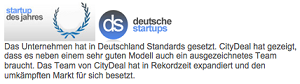 startup
des jahres
ds
deutsche
startups
Das Unternehmen hat in Deutschland Standards gesetzt. CityDeal hat gezeigt,
dass es neben einem sehr guten Modell auch ein ausgezeichnetes Team
braucht. Das Team von CityDeal hat in Rekordzeit expandiert und den
umkämpften Markt für sich besetzt.